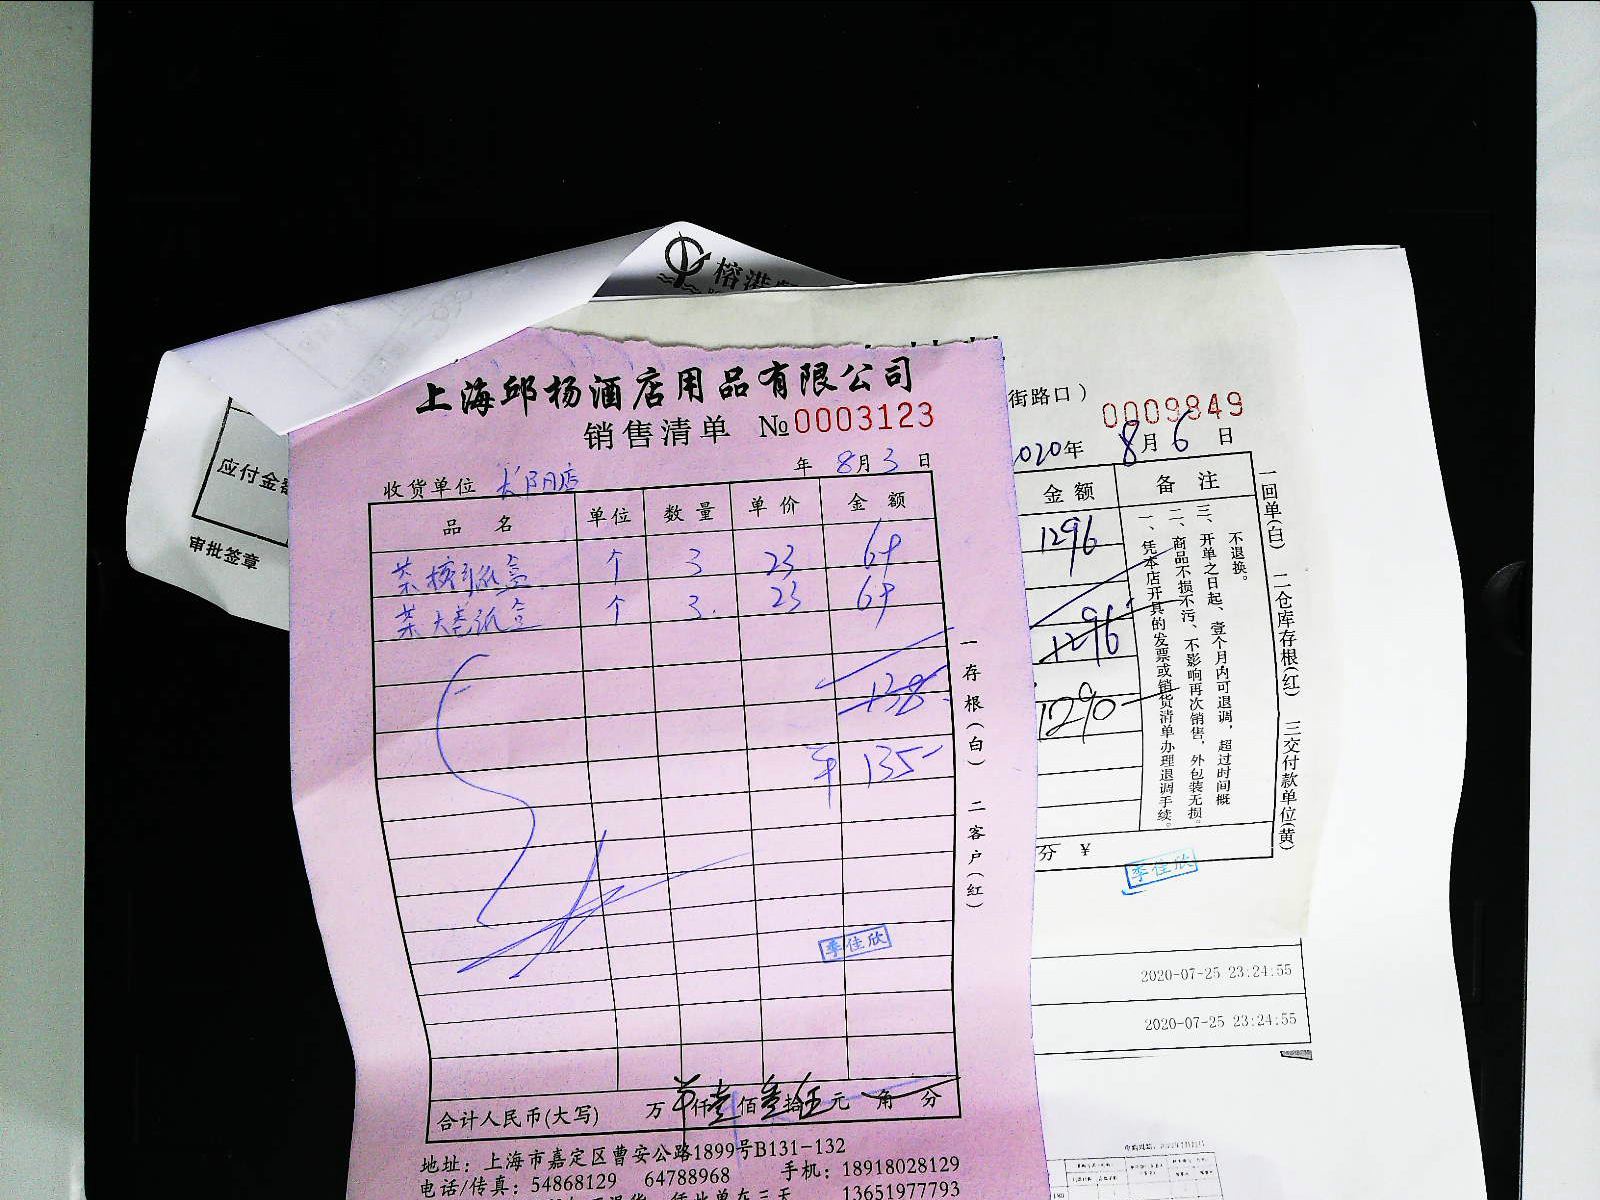 榕港
上海邱杨酒店用品有限公司
销售清单 №0003123
年 8月3日
收货单位 长阳店
品名 单位 数量 单价 金额
个 3 23 69
个 3 23 69
138
¥ 135
李佳欣
一存根(白) 二客户(红)
合计人民币(大写) 万 仟壹佰叁拾伍元 角 分
地址：上海市嘉定区曹安公路1899号B131-132
电话/传真：54868129 64788968 手机：18918028129
13651977793
应付金额
审批签章
街路口）
0009849
2020年 8月6日
金额 备注
1296
1296
1290
一、凭本店开具的发票或销货清单办理退调手续。
二、商品不损不污、不影响再次销售，外包装无损。
三、开单之日起，壹个月内可退调，超过时间概
不退换。
一回单(白) 二仓库存根(红) 三交付款单位(黄)
分 ¥
李佳欣
2020-07-25 23:24:55
2020-07-25 23:24:55